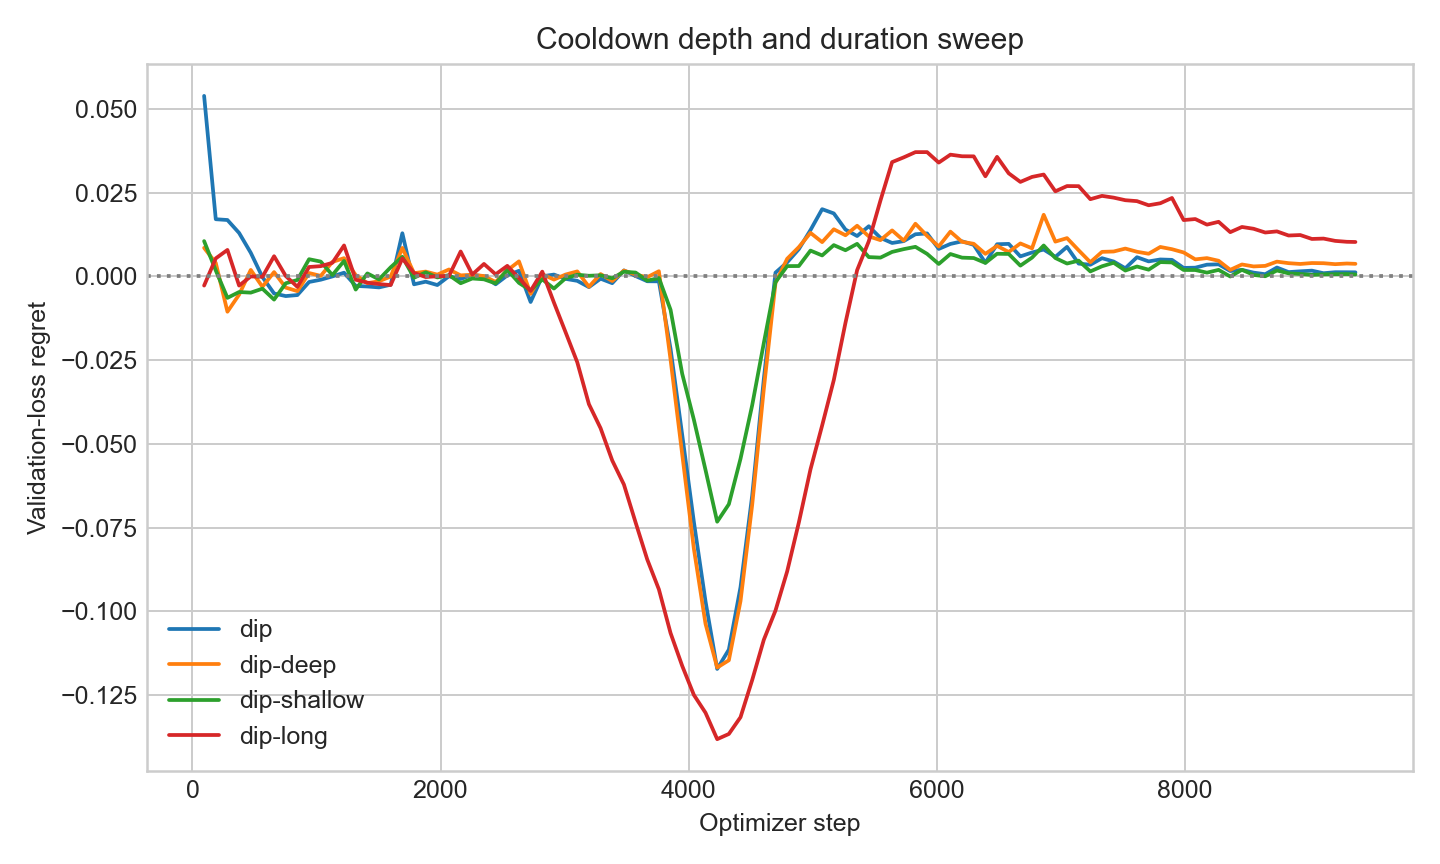 Cooldown depth and duration sweep
0.050
0.025
0.000
−0.025
−0.050
−0.075
−0.100
−0.125
Validation-loss regret
dip
dip-deep
dip-shallow
dip-long
0 2000 4000 6000 8000
Optimizer step